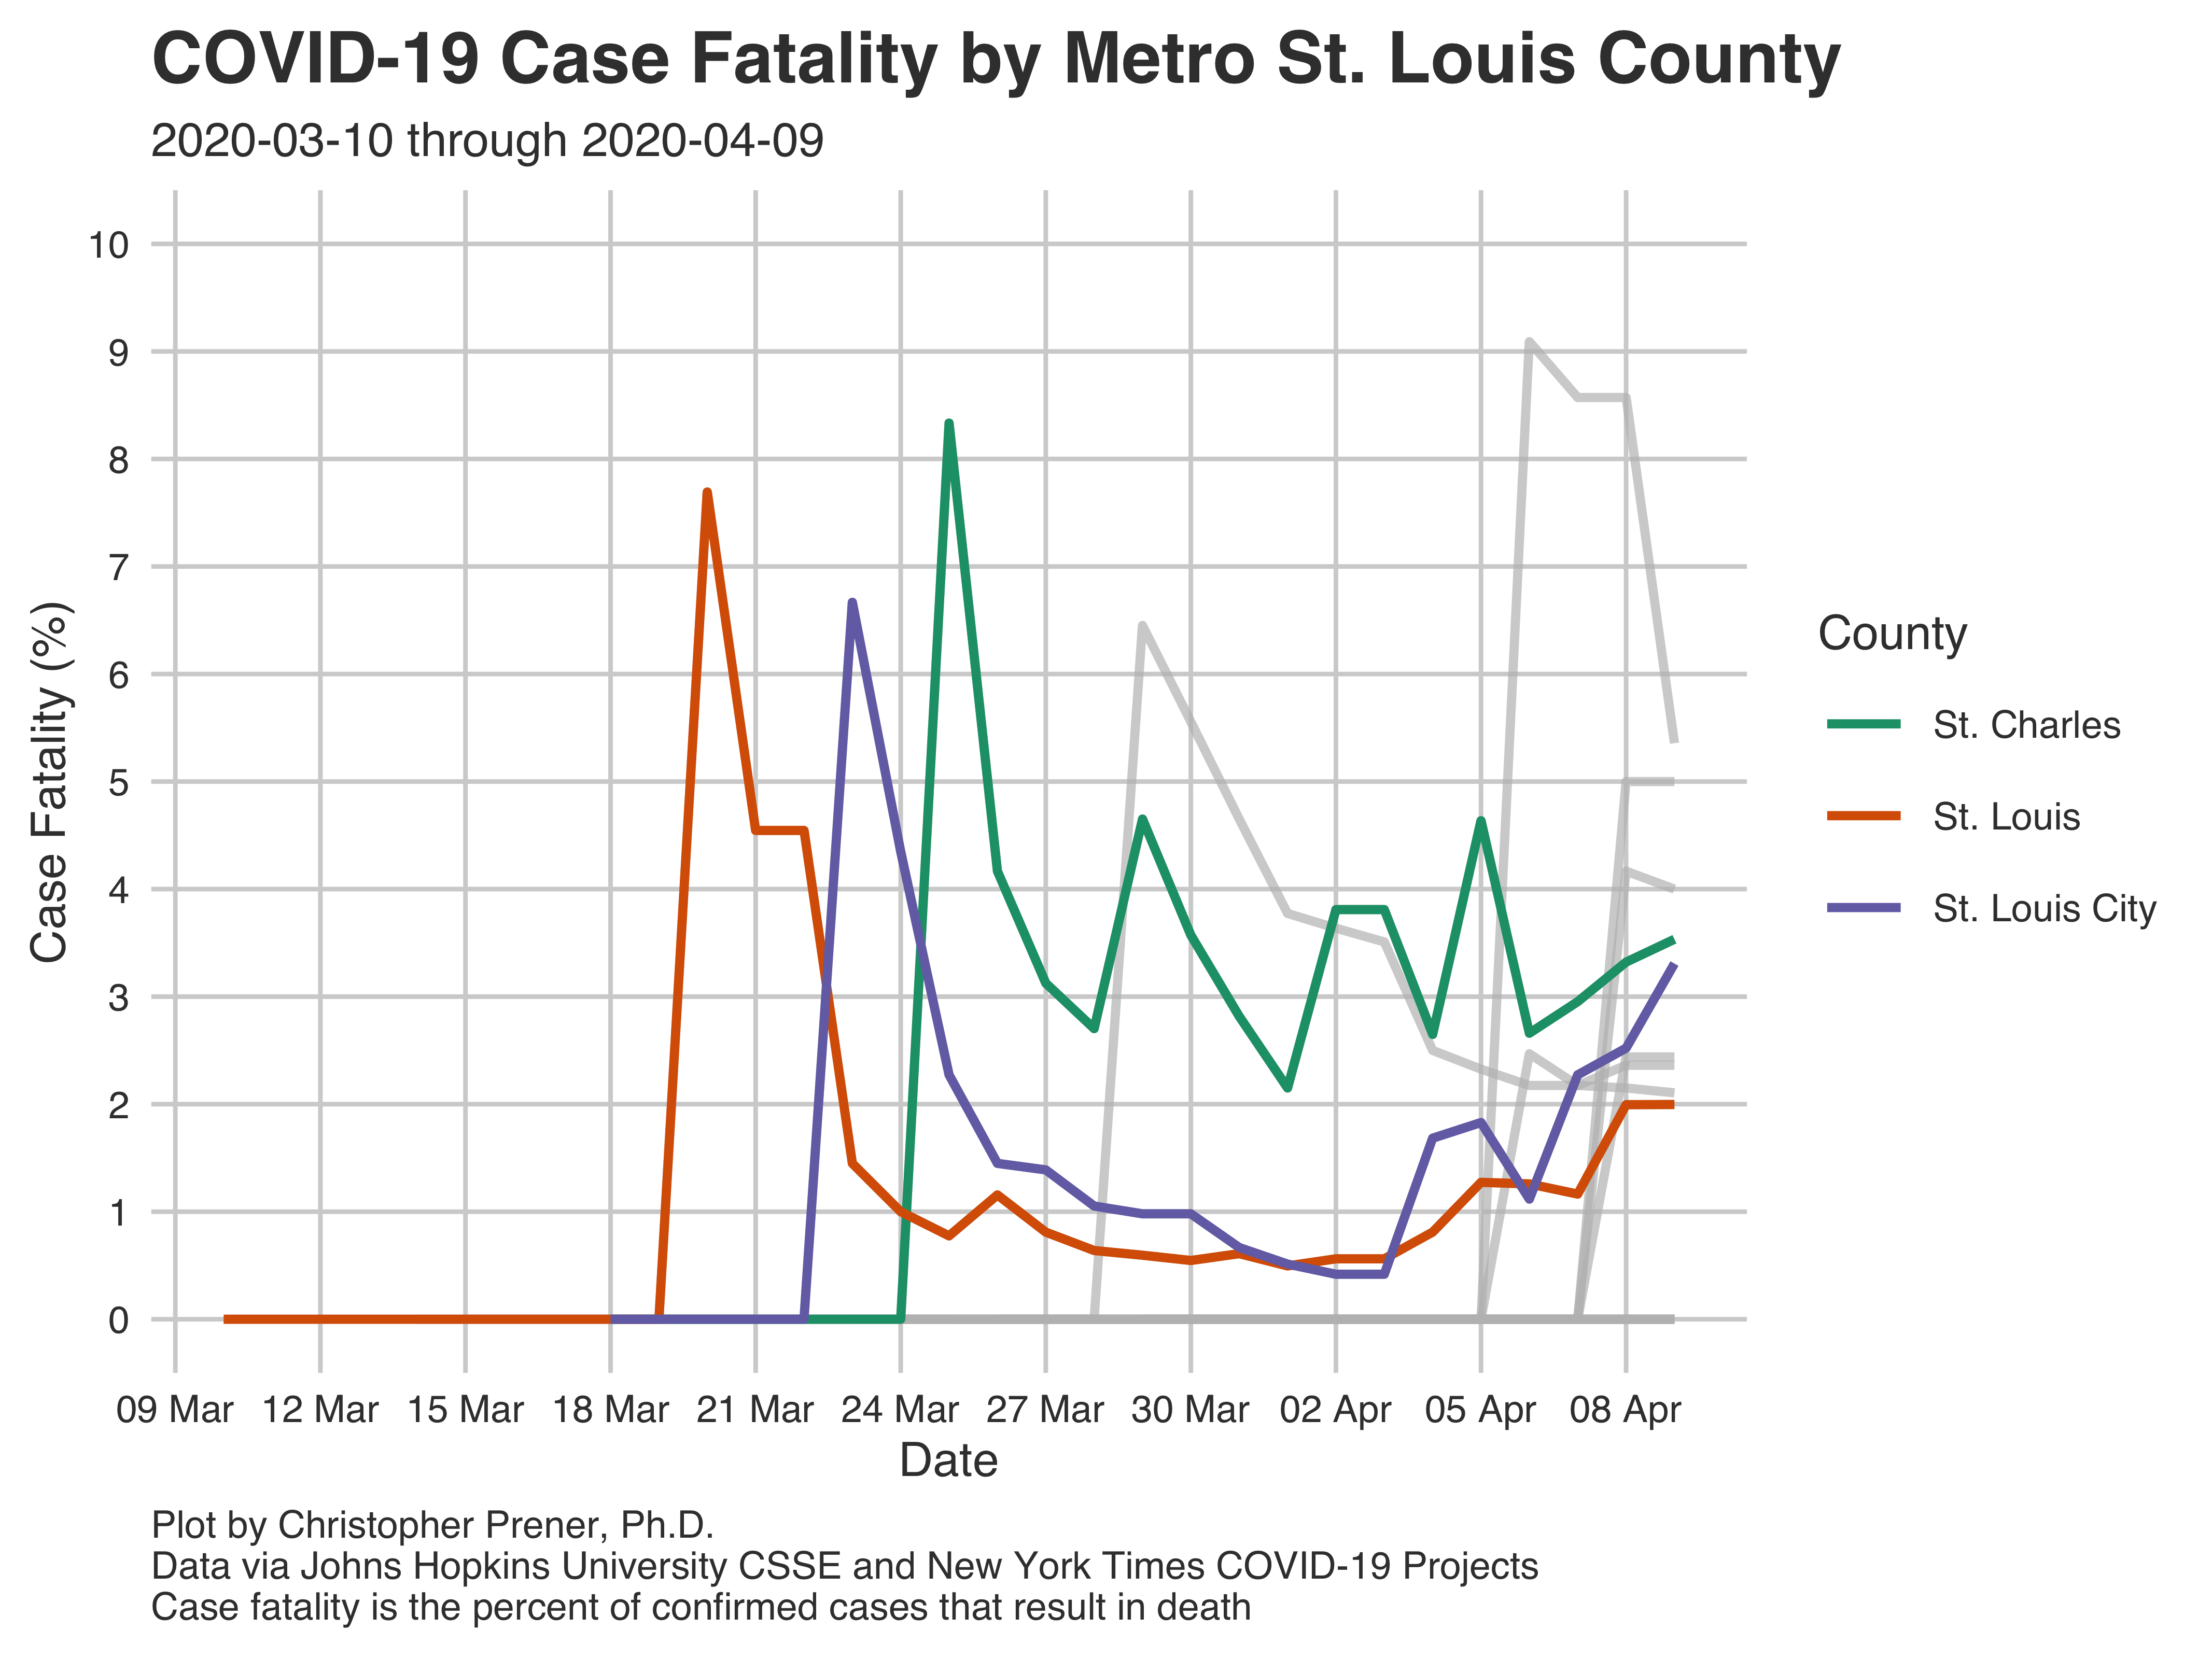 COVID-19 Case Fatality by Metro St. Louis County
2020-03-10 through 2020-04-09
10
9
8
7
6
5
4
3
2
1
0
Case Fatality (%)
09 Mar 12 Mar 15 Mar 18 Mar 21 Mar 24 Mar 27 Mar 30 Mar 02 Apr 05 Apr 08 Apr
Date
County
St. Charles
St. Louis
St. Louis City
Plot by Christopher Prener, Ph.D.
Data via Johns Hopkins University CSSE and New York Times COVID-19 Projects
Case fatality is the percent of confirmed cases that result in death